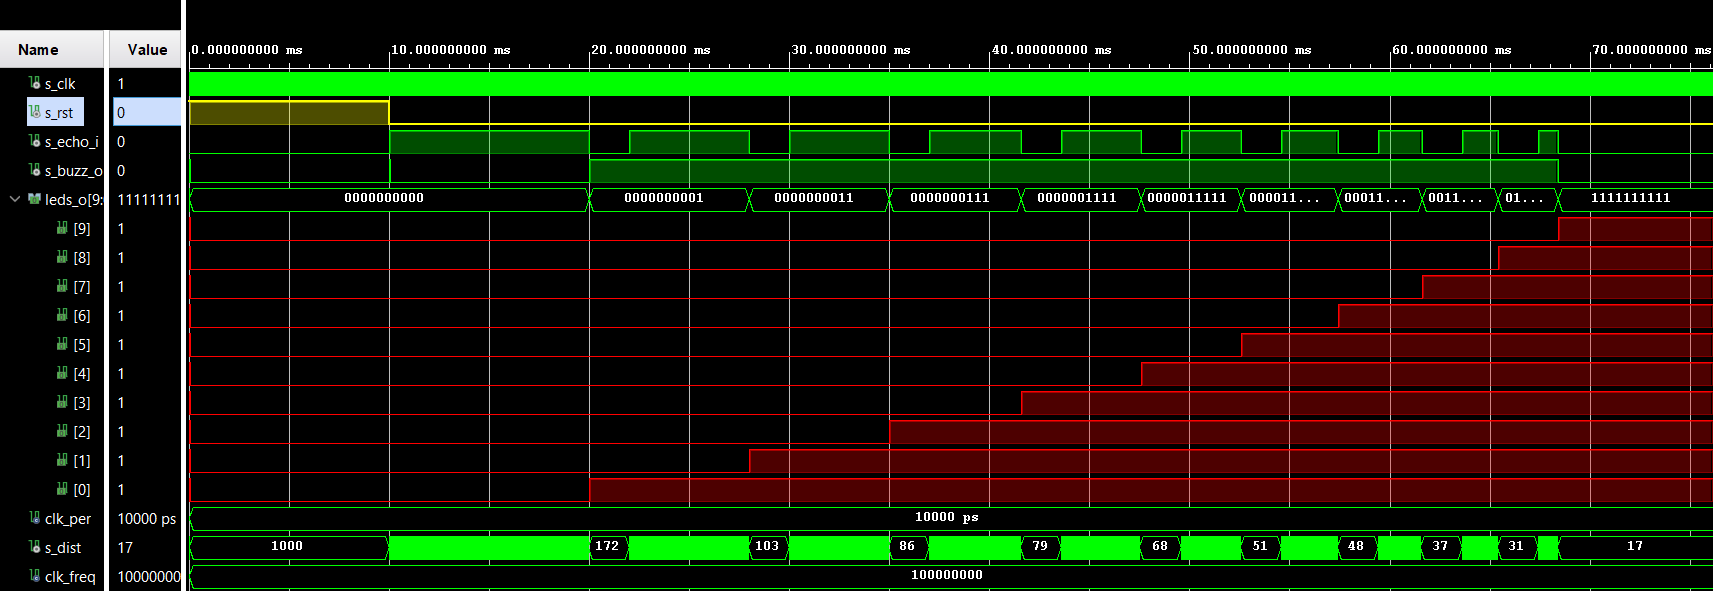 Name Value 0.000000000 ms 10.000000000 ms 20.000000000 ms 30.000000000 ms 40.000000000 ms 50.000000000 ms 60.000000000 ms 70.000000000 ms
s_clk 1
s_rst 0
s_echo_i 0
s_buzz_o 0
leds_o[9: 11111111 0000000000 0000000001 0000000011 0000000111 0000001111 0000011111 000011... 00011... 0011... 01... 1111111111
[9] 1
[8] 1
[7] 1
[6] 1
[5] 1
[4] 1
[3] 1
[2] 1
[1] 1
[0] 1
clk_per 10000 ps 10000 ps
s_dist 17 1000 172 103 86 79 68 51 48 37 31 17
clk_freq 10000000 100000000